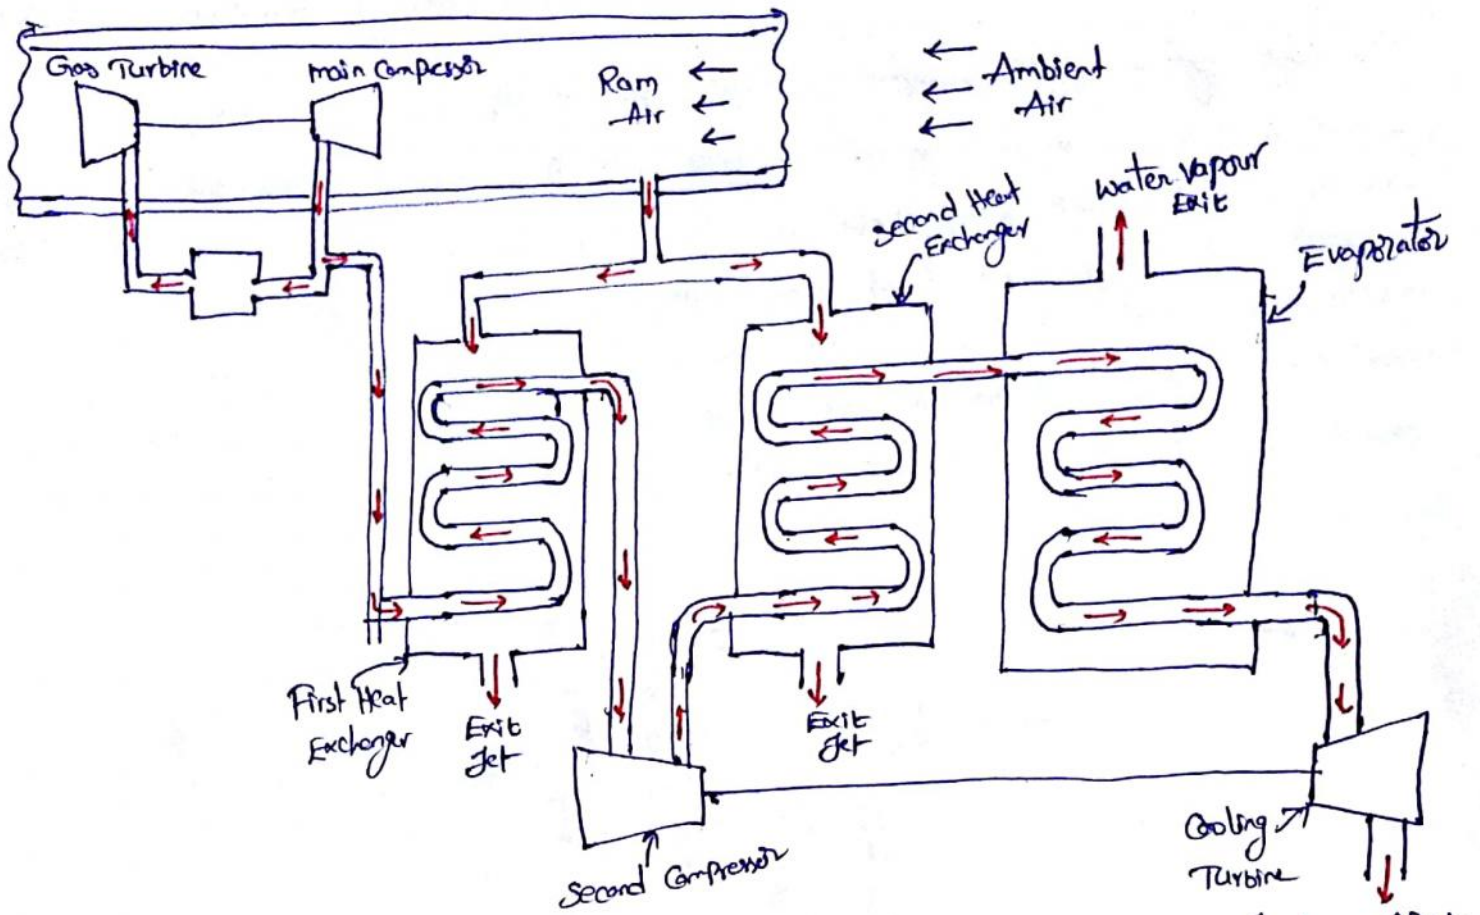 Gas Turbine
main Compressor
Ram
Air
Ambient
Air
water vapour
Exit
Second Heat
Exchanger
Evaporator
First Heat
Exchanger
Exit
Jet
Exit
Jet
Second Compressor
Cooling
Turbine